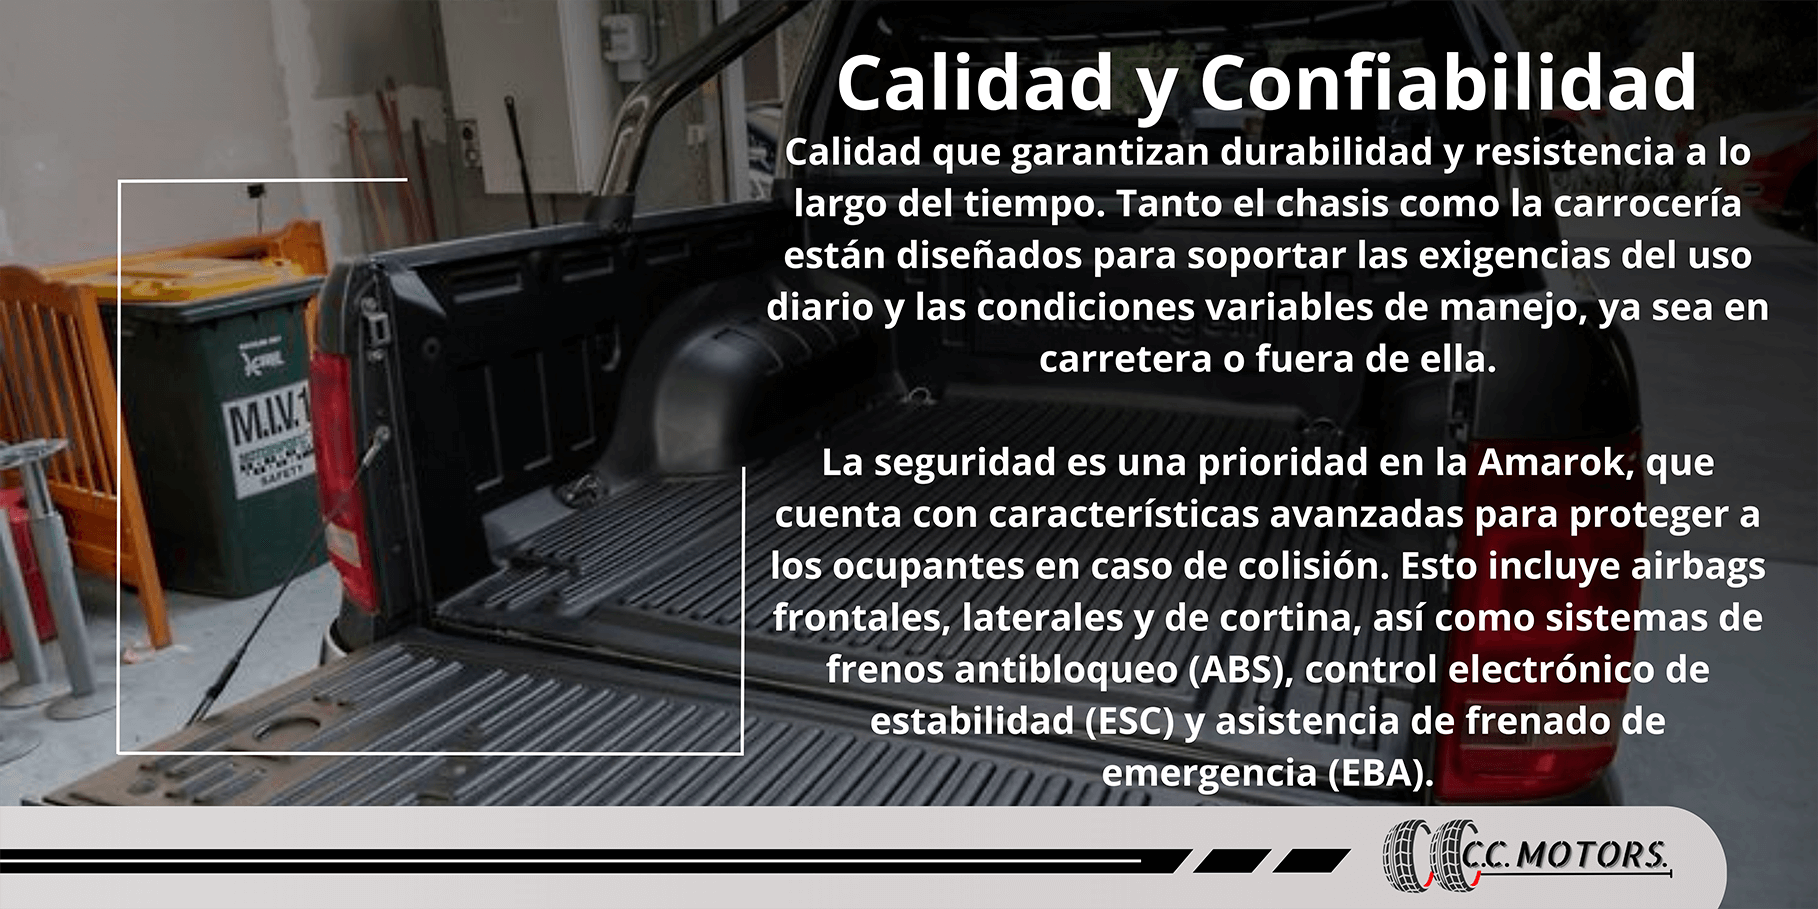 Calidad y Confiabilidad
Calidad que garantizan durabilidad y resistencia a lo
largo del tiempo. Tanto el chasis como la carrocería
están diseñados para soportar las exigencias del uso
diario y las condiciones variables de manejo, ya sea en
carretera o fuera de ella.
La seguridad es una prioridad en la Amarok, que
cuenta con características avanzadas para proteger a
los ocupantes en caso de colisión. Esto incluye airbags
frontales, laterales y de cortina, así como sistemas de
frenos antibloqueo (ABS), control electrónico de
estabilidad (ESC) y asistencia de frenado de
emergencia (EBA).
M.I.V.1
SAFETY
C.C. MOTORS.